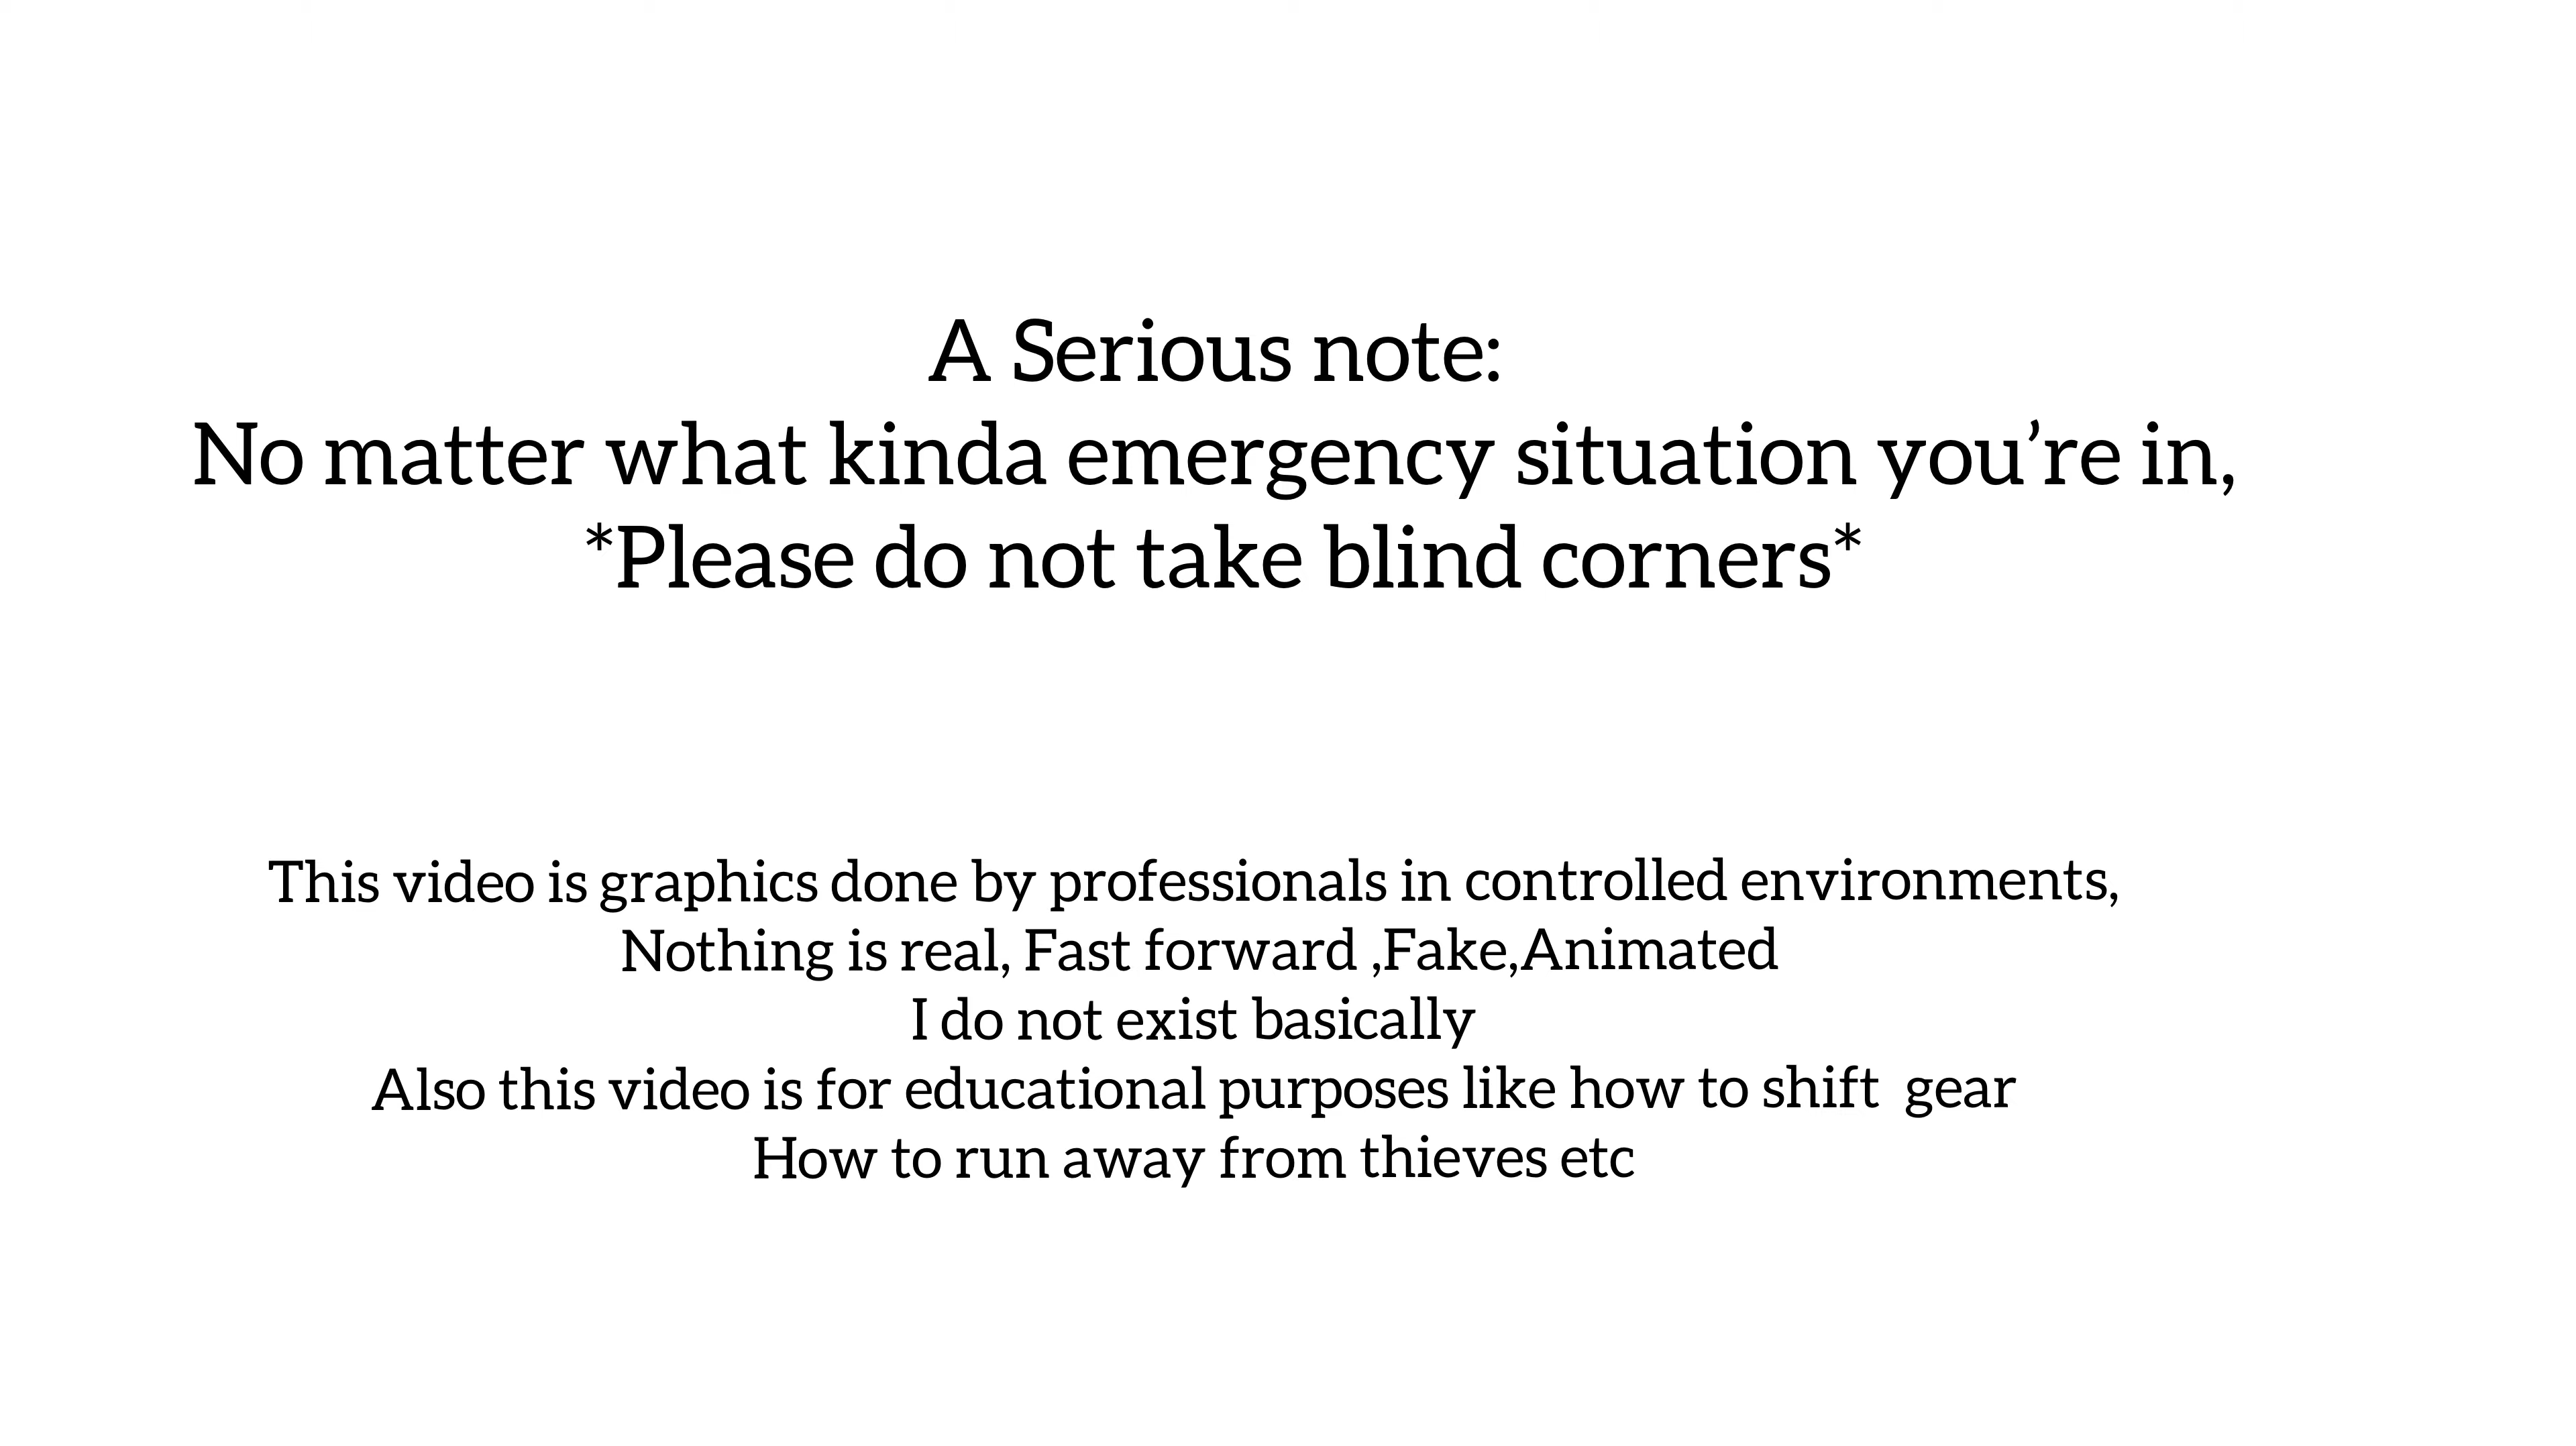 A Serious note:
No matter what kinda emergency situation you’re in,
*Please do not take blind corners*
This video is graphics done by professionals in controlled environments,
Nothing is real, Fast forward ,Fake,Animated
I do not exist basically
Also this video is for educational purposes like how to shift  gear
How to run away from thieves etc